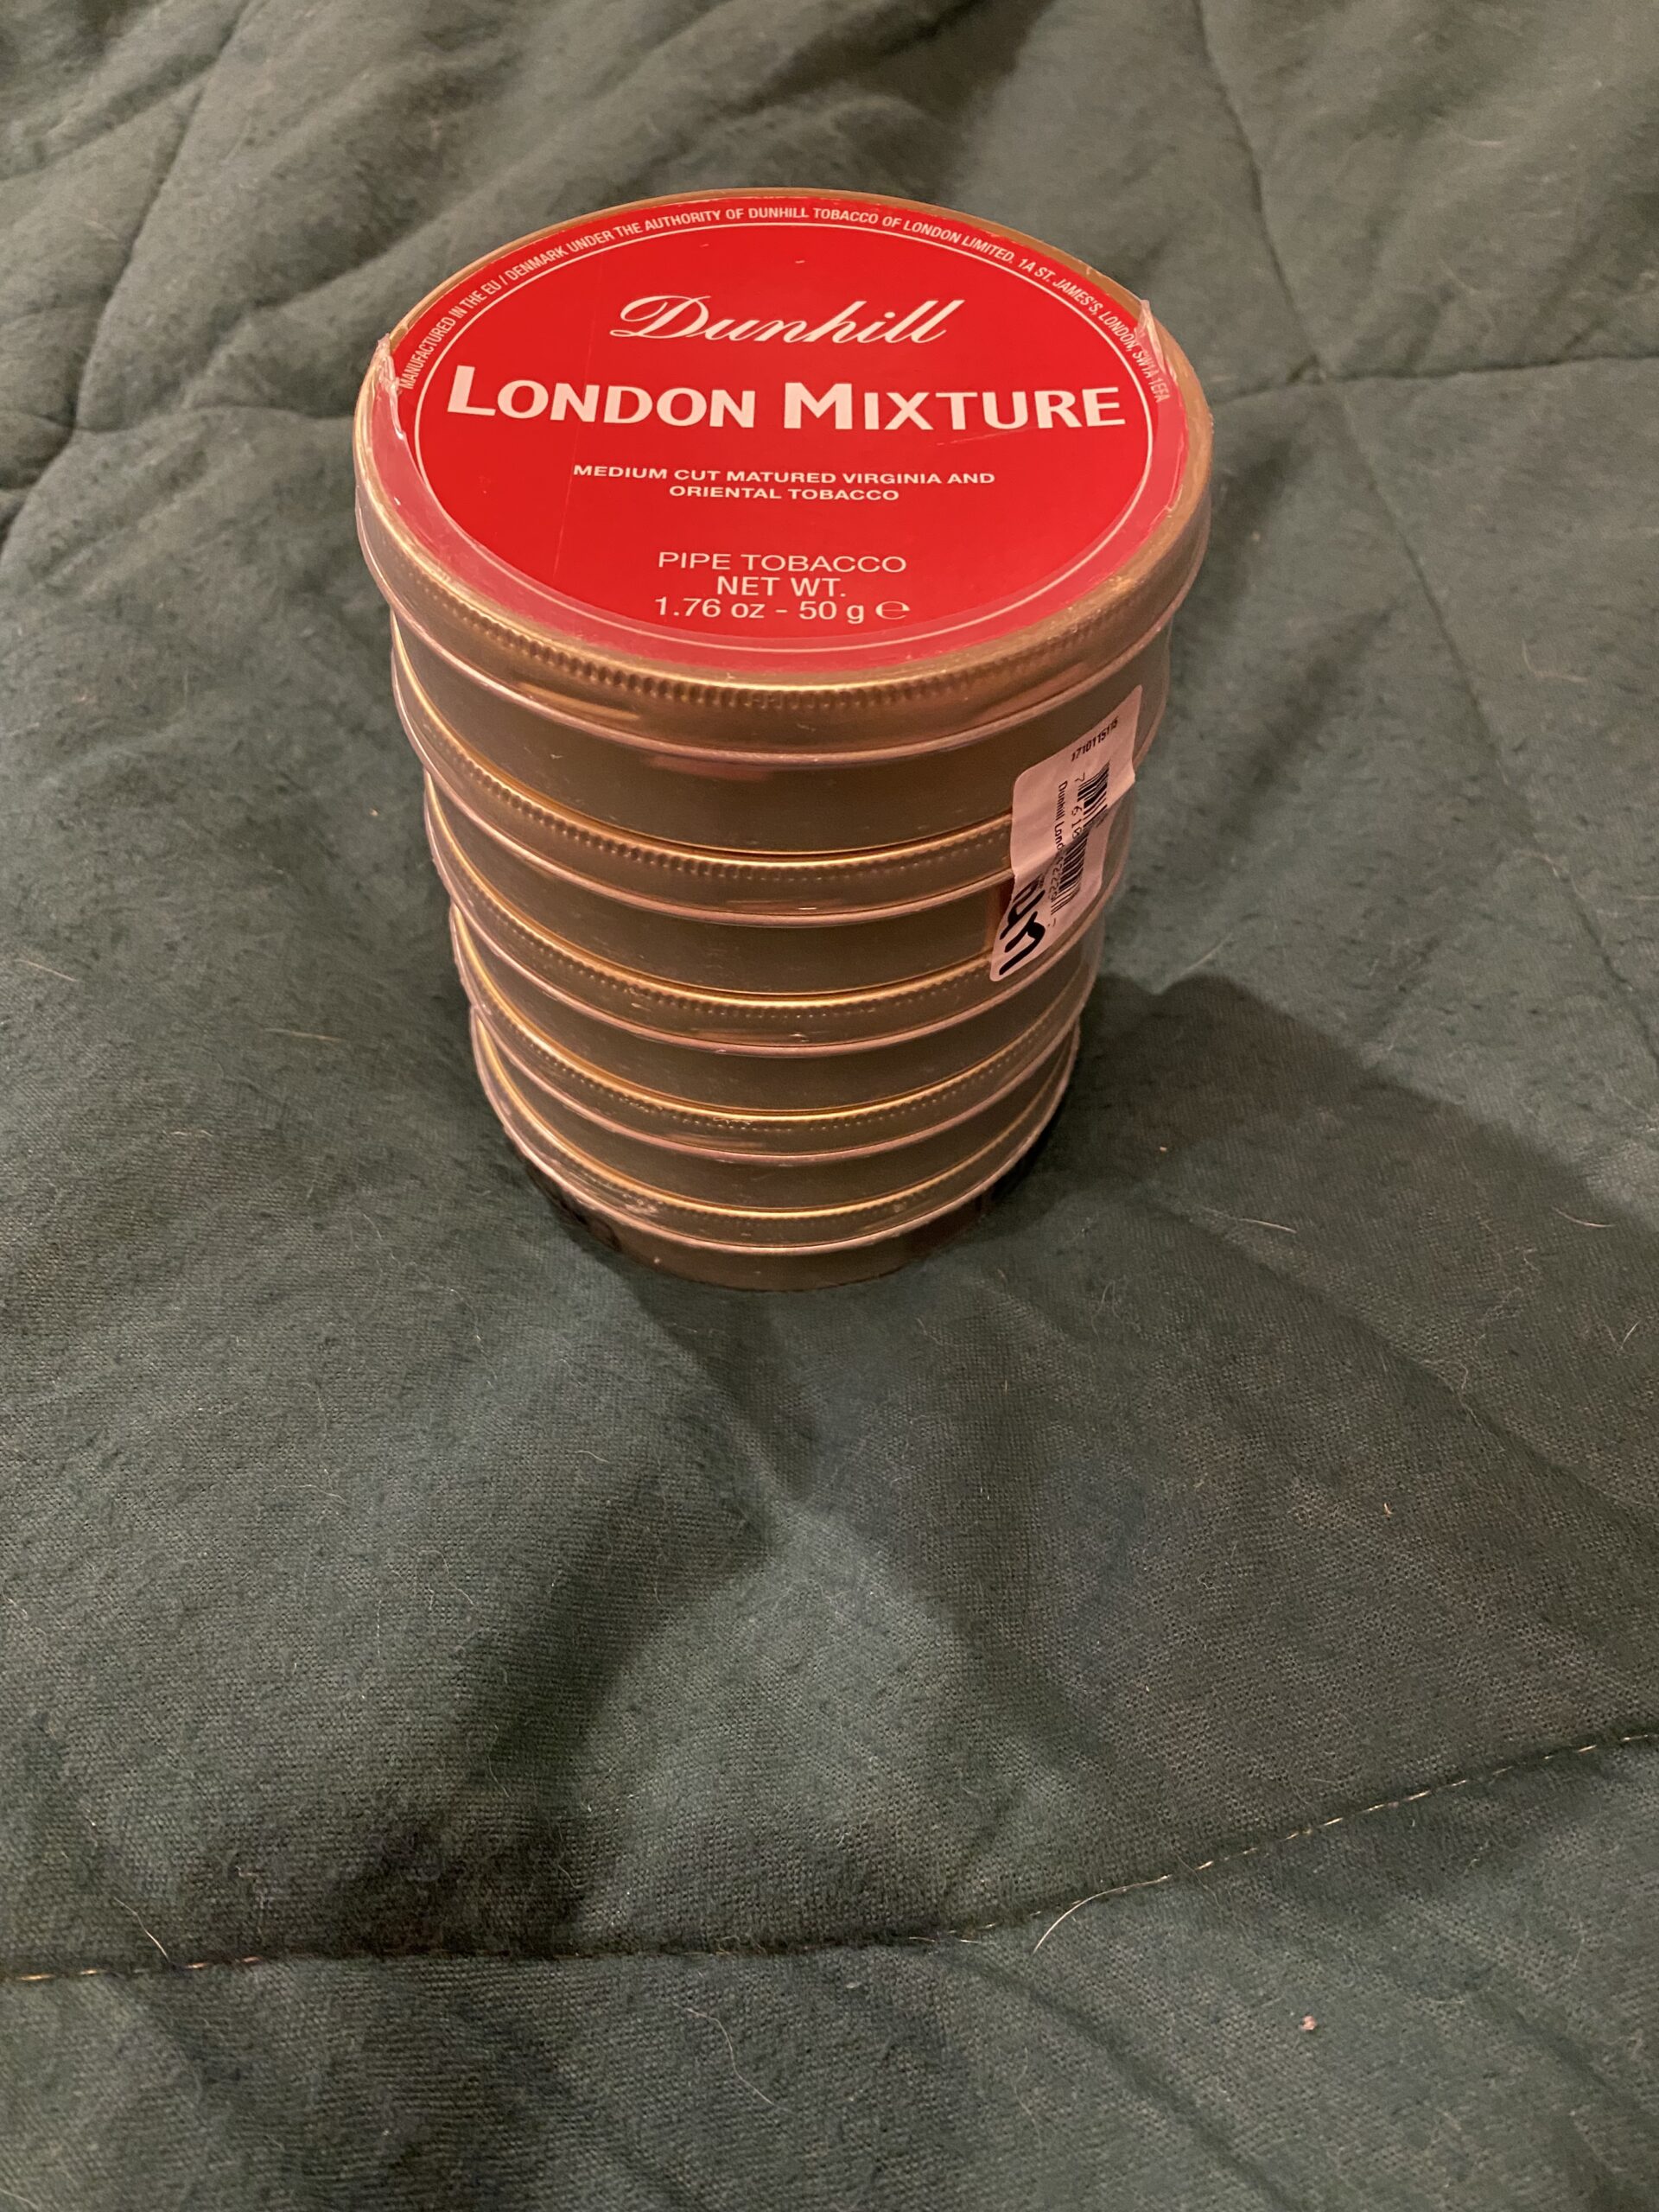 MANUFACTURED IN THE EU / DENMARK UNDER THE AUTHORITY OF DUNHILL TOBACCO OF LONDON LIMITED. 1A ST. JAMES'S, LONDON, SW1A 1EFA
Dunhill
LONDON MIXTURE
MEDIUM CUT MATURED VIRGINIA AND
ORIENTAL TOBACCO
PIPE TOBACCO
NET WT.
1.76 oz - 50 g ℮
Dunhill